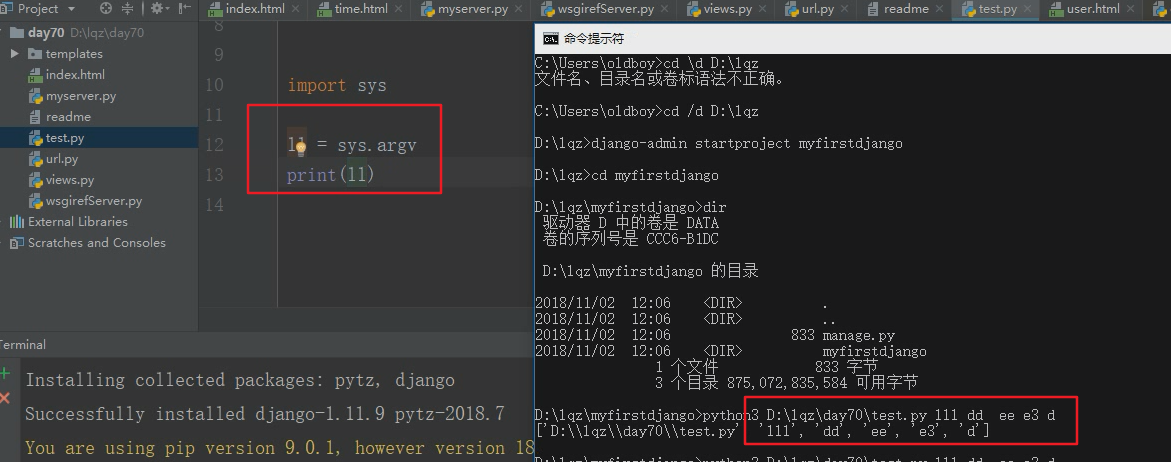 index.html
time.html
myserver.py
wsgirefServer.py
views.py
url.py
readme
test.py
user.html
Project
day70 D:\lqz\day70
templates
index.html
myserver.py
readme
test.py
url.py
views.py
wsgirefServer.py
External Libraries
Scratches and Consoles
8
9
10 import sys
11
12 ll = sys.argv
13 print(ll)
14
Terminal
Installing collected packages: pytz, django
Successfully installed django-1.11.9 pytz-2018.7
You are using pip version 9.0.1, however version 18
命令提示符
C:\Users\oldboy>cd \d D:\lqz
文件名、目录名或卷标语法不正确。
C:\Users\oldboy>cd /d D:\lqz
D:\lqz>django-admin startproject myfirstdjango
D:\lqz>cd myfirstdjango
D:\lqz\myfirstdjango>dir
驱动器 D 中的卷是 DATA
卷的序列号是 CCC6-B1DC
D:\lqz\myfirstdjango 的目录
2018/11/02 12:06 <DIR> .
2018/11/02 12:06 <DIR> ..
2018/11/02 12:06 833 manage.py
2018/11/02 12:06 <DIR> myfirstdjango
1 个文件 833 字节
3 个目录 875,072,835,584 可用字节
D:\lqz\myfirstdjango>python3 D:\lqz\day70\test.py 111 dd ee e3 d
['D:\\lqz\\day70\\test.py', '111', 'dd', 'ee', 'e3', 'd']